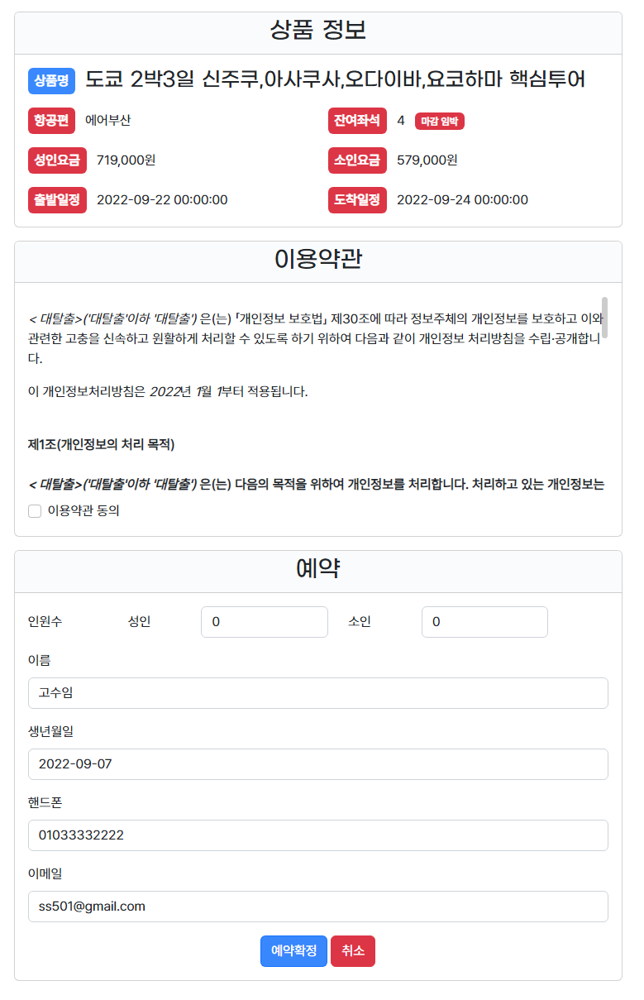 상품 정보
상품명 도쿄 2박3일 신주쿠,아사쿠사,오다이바,요코하마 핵심투어
항공편 에어부산 잔여좌석 4 마감 임박
성인요금 719,000원 소인요금 579,000원
출발일정 2022-09-22 00:00:00 도착일정 2022-09-24 00:00:00
이용약관
< 대탈출>('대탈출'이하 '대탈출') 은(는) 「개인정보 보호법」 제30조에 따라 정보주체의 개인정보를 보호하고 이와
관련한 고충을 신속하고 원활하게 처리할 수 있도록 하기 위하여 다음과 같이 개인정보 처리방침을 수립·공개합니
다.
이 개인정보처리방침은 2022년 1월 1부터 적용됩니다.
제1조(개인정보의 처리 목적)
< 대탈출>('대탈출'이하 '대탈출') 은(는) 다음의 목적을 위하여 개인정보를 처리합니다. 처리하고 있는 개인정보는
이용약관 동의
예약
인원수 성인 0 소인 0
이름
고수임
생년월일
2022-09-07
핸드폰
01033332222
이메일
ss501@gmail.com
예약확정 취소